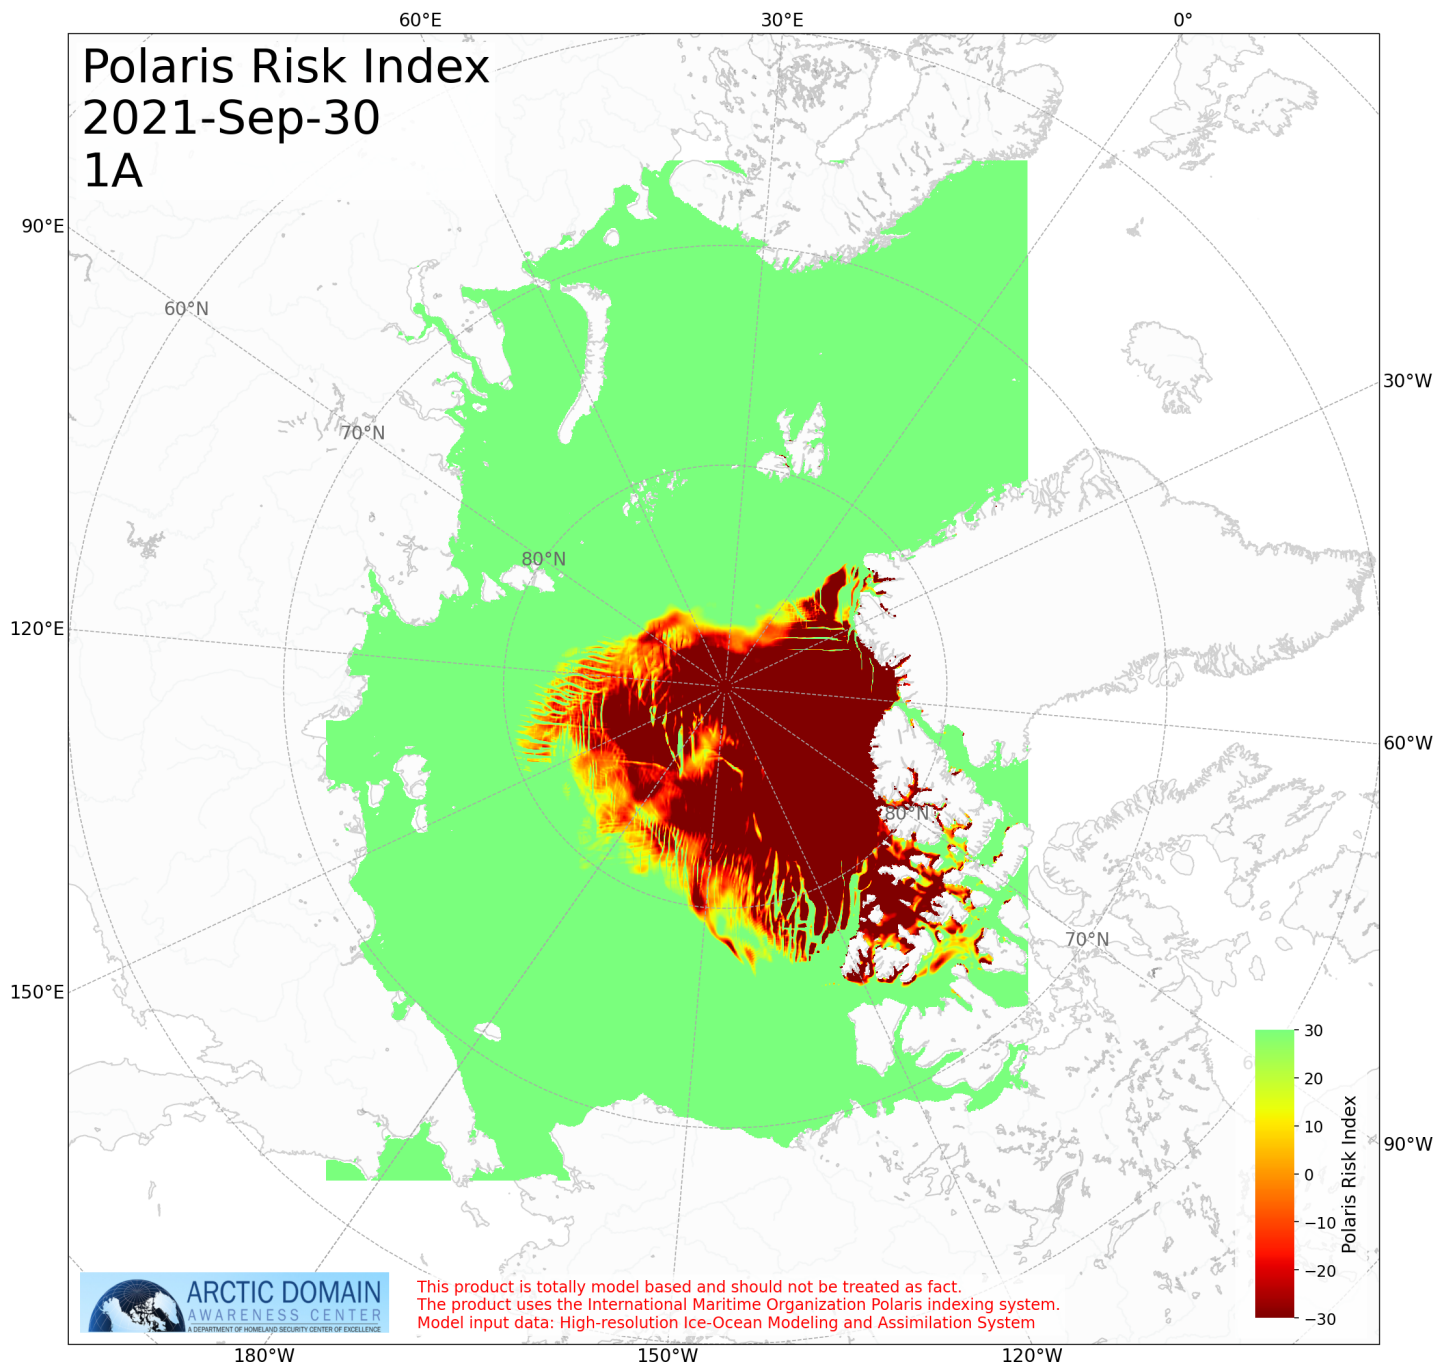 60°E
30°E
0°
Polaris Risk Index
2021-Sep-30
1A
90°E
60°N
30°W
70°N
80°N
120°E
60°W
80°N
70°N
150°E
30
20
10
0
−10
−20
−30
Polaris Risk Index
90°W
ARCTIC DOMAIN
AWARENESS CENTER
A DEPARTMENT OF HOMELAND SECURITY CENTER OF EXCELLENCE
This product is totally model based and should not be treated as fact.
The product uses the International Maritime Organization Polaris indexing system.
Model input data: High-resolution Ice-Ocean Modeling and Assimilation System
180°W
150°W
120°W